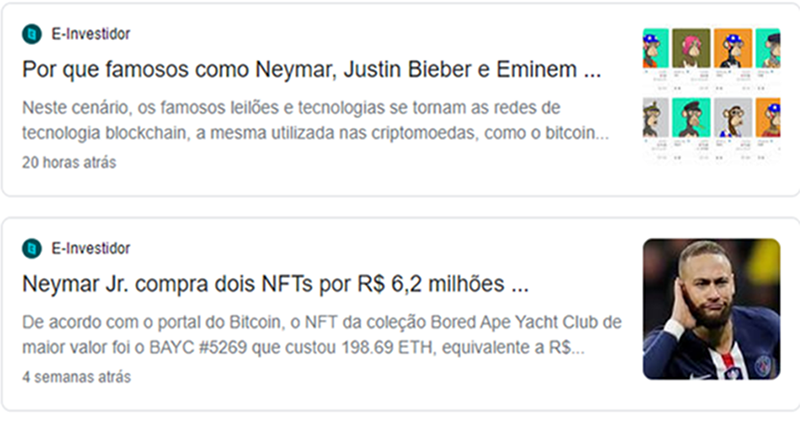 E-Investidor
Por que famosos como Neymar, Justin Bieber e Eminem ...
Neste cenário, os famosos leilões e tecnologias se tornam as redes de
tecnologia blockchain, a mesma utilizada nas criptomoedas, como o bitcoin...
20 horas atrás
E-Investidor
Neymar Jr. compra dois NFTs por R$ 6,2 milhões ...
De acordo com o portal do Bitcoin, o NFT da coleção Bored Ape Yacht Club de
maior valor foi o BAYC #5269 que custou 198.69 ETH, equivalente a R$...
4 semanas atrás